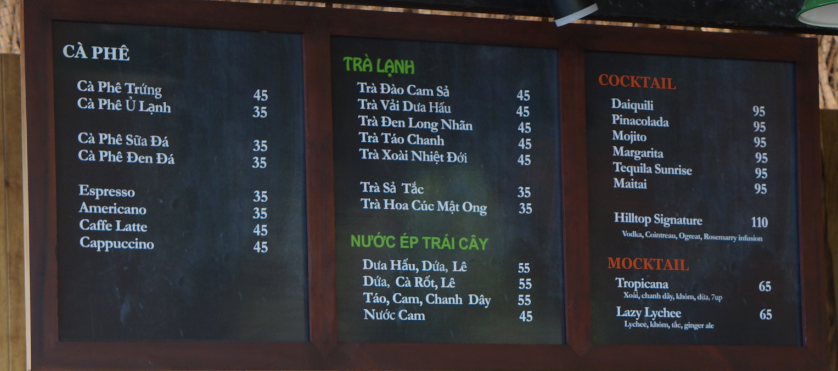 CÀ PHÊ
Cà Phê Trứng 45
Cà Phê Ủ Lạnh 35
Cà Phê Sữa Đá 35
Cà Phê Đen Đá 35
Espresso 35
Americano 35
Caffe Latte 45
Cappuccino 45
TRÀ LẠNH
Trà Đào Cam Sả 45
Trà Vải Dưa Hấu 45
Trà Đen Long Nhãn 45
Trà Táo Chanh 45
Trà Xoài Nhiệt Đới 45
Trà Sả Tắc 35
Trà Hoa Cúc Mật Ong 35
NƯỚC ÉP TRÁI CÂY
Dưa Hấu, Dứa, Lê 55
Dứa, Cà Rốt, Lê 55
Táo, Cam, Chanh Dây 55
Nước Cam 45
COCKTAIL
Daiquili 95
Pinacolada 95
Mojito 95
Margarita 95
Tequila Sunrise 95
Maitai 95
Hilltop Signature 110
Vodka, Cointreau, Ogreat, Rosemarry infusion
MOCKTAIL
Tropicana 65
Xoài, chanh dây, khóm, dừa, 7up
Lazy Lychee 65
Lychee, khóm, tắc, ginger ale